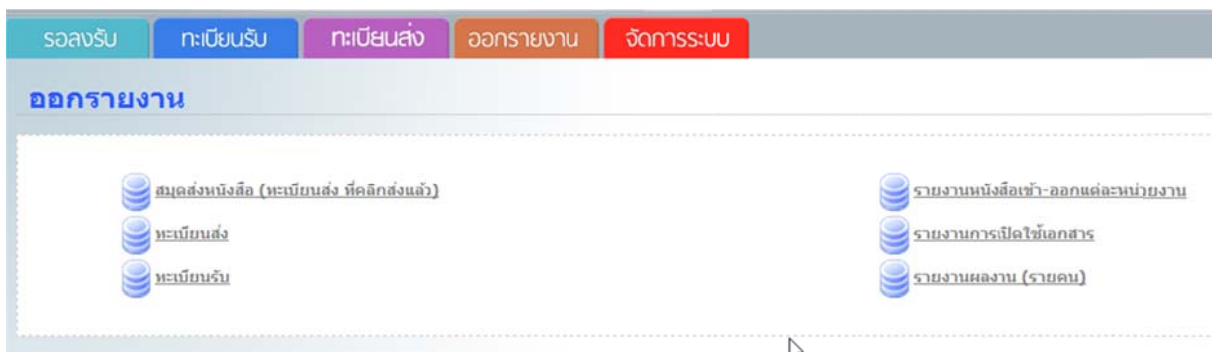 รอลงรับ ทะเบียนรับ ทะเบียนส่ง ออกรายงาน จัดการระบบ
ออกรายงาน
สมุดส่งหนังสือ (ทะเบียนส่ง ที่คลิกส่งแล้ว)
ทะเบียนส่ง
ทะเบียนรับ
รายงานหนังสือเข้า-ออกแต่ละหน่วยงาน
รายงานการเปิดใช้เอกสาร
รายงานผลงาน (รายคน)